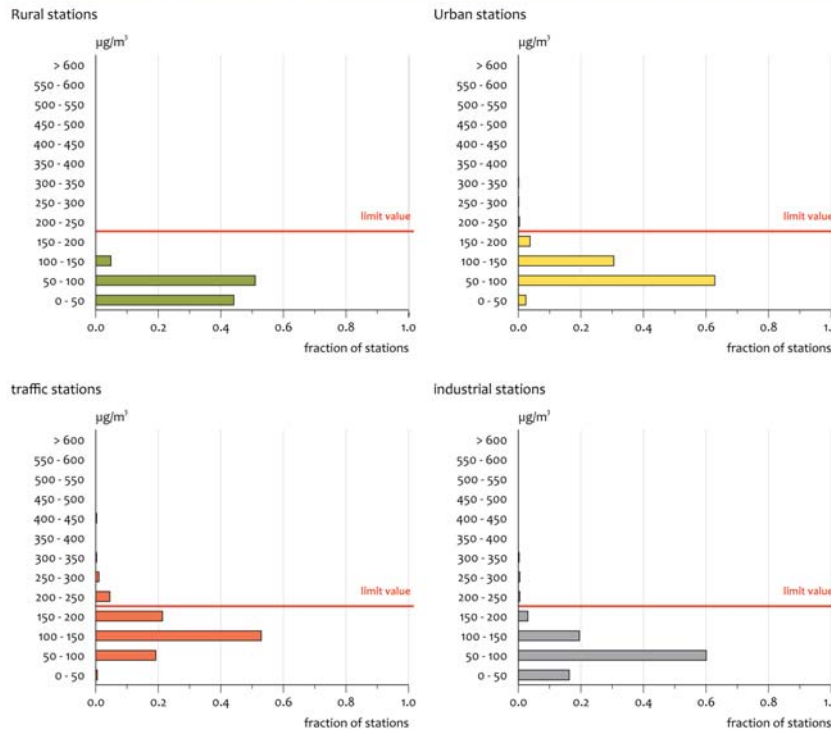 Rural stations
µg/m³
> 600
550 - 600
500 - 550
450 - 500
400 - 450
350 - 400
300 - 350
250 - 300
200 - 250
150 - 200
100 - 150
50 - 100
0 - 50
limit value
0.0 0.2 0.4 0.6 0.8 1.0
fraction of stations
Urban stations
µg/m³
> 600
550 - 600
500 - 550
450 - 500
400 - 450
350 - 400
300 - 350
250 - 300
200 - 250
150 - 200
100 - 150
50 - 100
0 - 50
limit value
0.0 0.2 0.4 0.6 0.8 1.
fraction of stations
traffic stations
µg/m³
> 600
550 - 600
500 - 550
450 - 500
400 - 450
350 - 400
300 - 350
250 - 300
200 - 250
150 - 200
100 - 150
50 - 100
0 - 50
limit value
0.0 0.2 0.4 0.6 0.8 1.0
fraction of stations
industrial stations
µg/m³
> 600
550 - 600
500 - 550
450 - 500
400 - 450
350 - 400
300 - 350
250 - 300
200 - 250
150 - 200
100 - 150
50 - 100
0 - 50
limit value
0.0 0.2 0.4 0.6 0.8 1.
fraction of stations